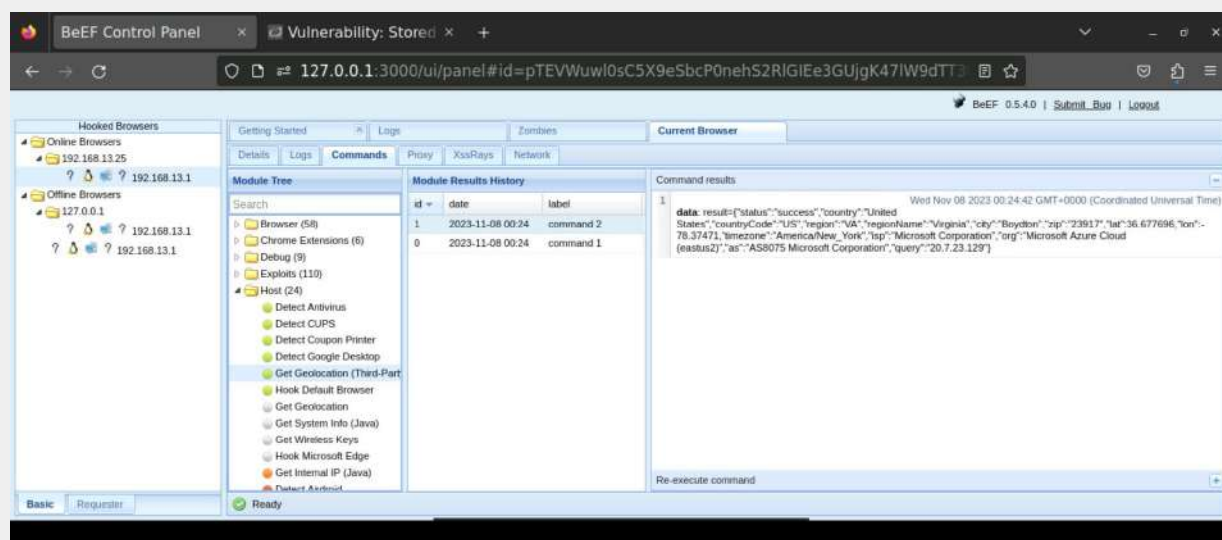 BeEF Control Panel × Vulnerability: Stored × +
127.0.0.1:3000/ui/panel#id=
BeEF 0.5.4.0 | Submit Bug | Logout
Hooked Browsers
Online Browsers
192.168.13.25
? ? 192.168.13.1
Offline Browsers
127.0.0.1
? ? 192.168.13.1
? ? 192.168.13.1
Basic Requester
Getting Started Logs Zombies Current Browser
Details Logs Commands Proxy XssRays Network
Module Tree
Search
Browser (58)
Chrome Extensions (6)
Debug (9)
Exploits (110)
Host (24)
Detect Antivirus
Detect CUPS
Detect Coupon Printer
Detect Google Desktop
Get Geolocation (Third-Part
Hook Default Browser
Get Geolocation
Get System Info (Java)
Get Wireless Keys
Hook Microsoft Edge
Get Internal IP (Java)
Detect Android
Module Results History
id date label
1 2023-11-08 00:24 command 2
0 2023-11-08 00:24 command 1
Command results
1 Wed Nov 08 2023 00:24:42 GMT+0000 (Coordinated Universal Time)
data: result={"status":"success","country":"United
States","countryCode":"US","region":"VA","regionName":"Virginia","city":"Boydton","zip":"23917","lat":36.677696,"lon":-
78.37471,"timezone":"America/New_York","isp":"Microsoft Corporation","org":"Microsoft Azure Cloud
(eastus2)","as":"AS8075 Microsoft Corporation","query":"20.7.23.129"}
Re-execute command
Ready